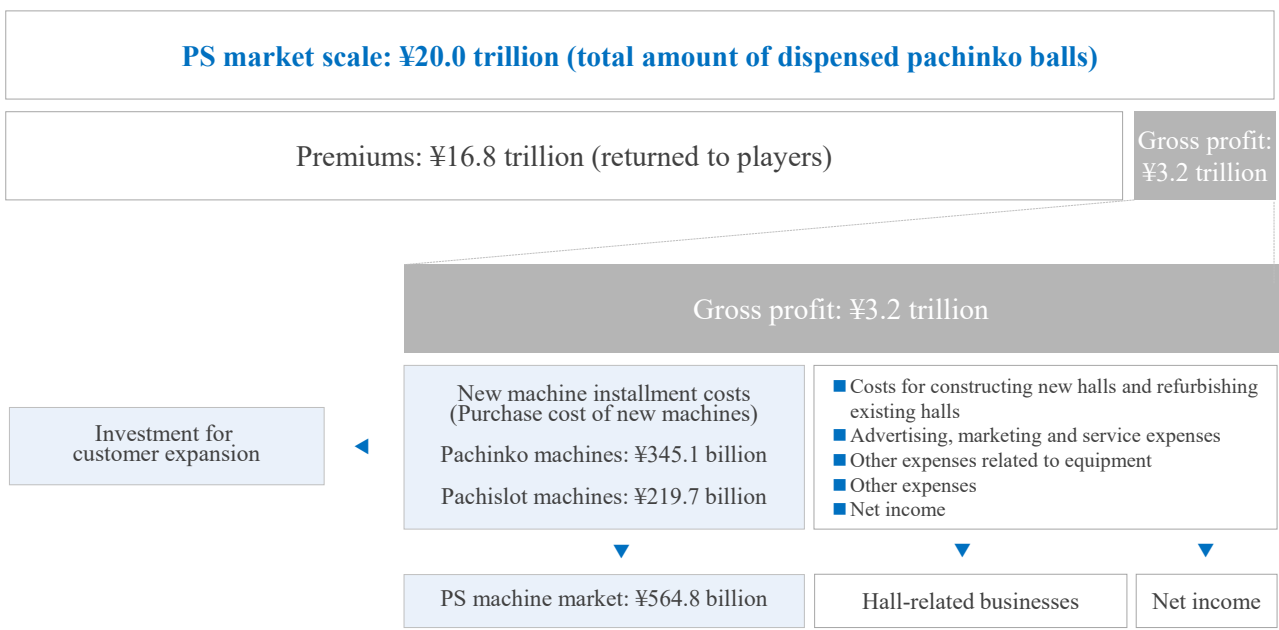 PS market scale: ¥20.0 trillion (total amount of dispensed pachinko balls)
Premiums: ¥16.8 trillion (returned to players)
Gross profit:
¥3.2 trillion
Gross profit: ¥3.2 trillion
Investment for
customer expansion
New machine installment costs
(Purchase cost of new machines)
Pachinko machines: ¥345.1 billion
Pachislot machines: ¥219.7 billion
■ Costs for constructing new halls and refurbishing
existing halls
■ Advertising, marketing and service expenses
■ Other expenses related to equipment
■ Other expenses
■ Net income
PS machine market: ¥564.8 billion
Hall-related businesses
Net income